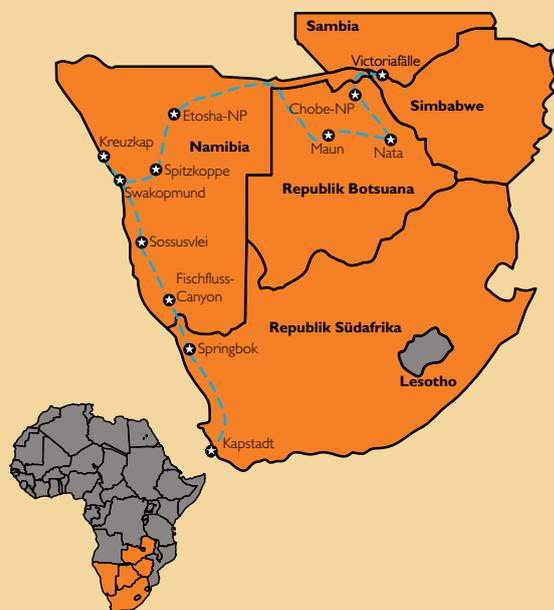 Sambia
Victoriafälle
Chobe-NP
Simbabwe
Etosha-NP
Kreuzkap
Namibia
Maun
Nata
Spitzkoppe
Swakopmund
Republik Botsuana
Sossusvlei
Fischfluss-
Canyon
Republik Südafrika
Springbok
Lesotho
Kapstadt